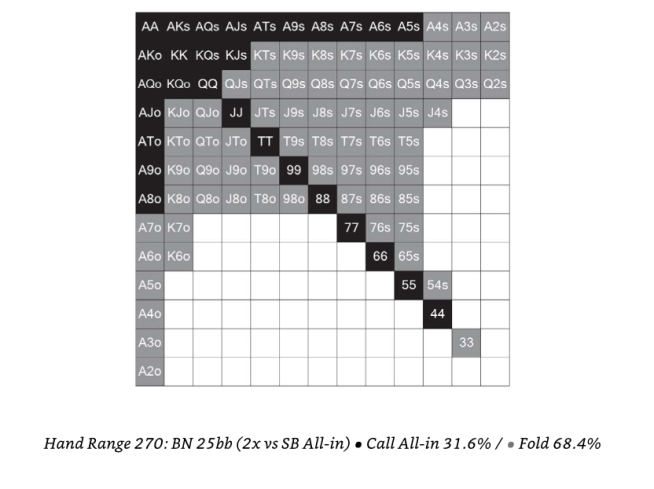 AA AKs AQs AJs ATs A9s A8s A7s A6s A5s A4s A3s A2s
AKo KK KQs KJs KTs K9s K8s K7s K6s K5s K4s K3s K2s
AQo KQo QQ QJs QTs Q9s Q8s Q7s Q6s Q5s Q4s Q3s Q2s
AJo KJo QJo JJ JTs J9s J8s J7s J6s J5s J4s
ATo KTo QTo JTo TT T9s T8s T7s T6s T5s
A9o K9o Q9o J9o T9o 99 98s 97s 96s 95s
A8o K8o Q8o J8o T8o 98o 88 87s 86s 85s
A7o K7o 77 76s 75s
A6o K6o 66 65s
A5o 55 54s
A4o 44
A3o 33
A2o
Hand Range 270: BN 25bb (2x vs SB All-in) • Call All-in 31.6% / • Fold 68.4%